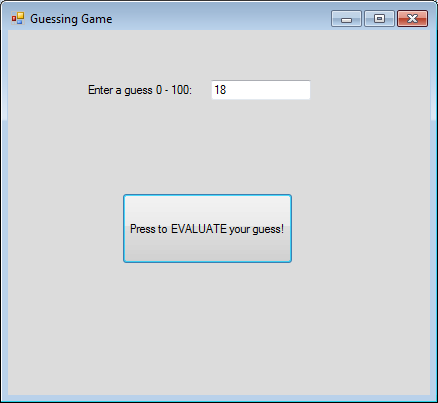 Guessing Game
Enter a guess 0 - 100: 18
Press to EVALUATE your guess!